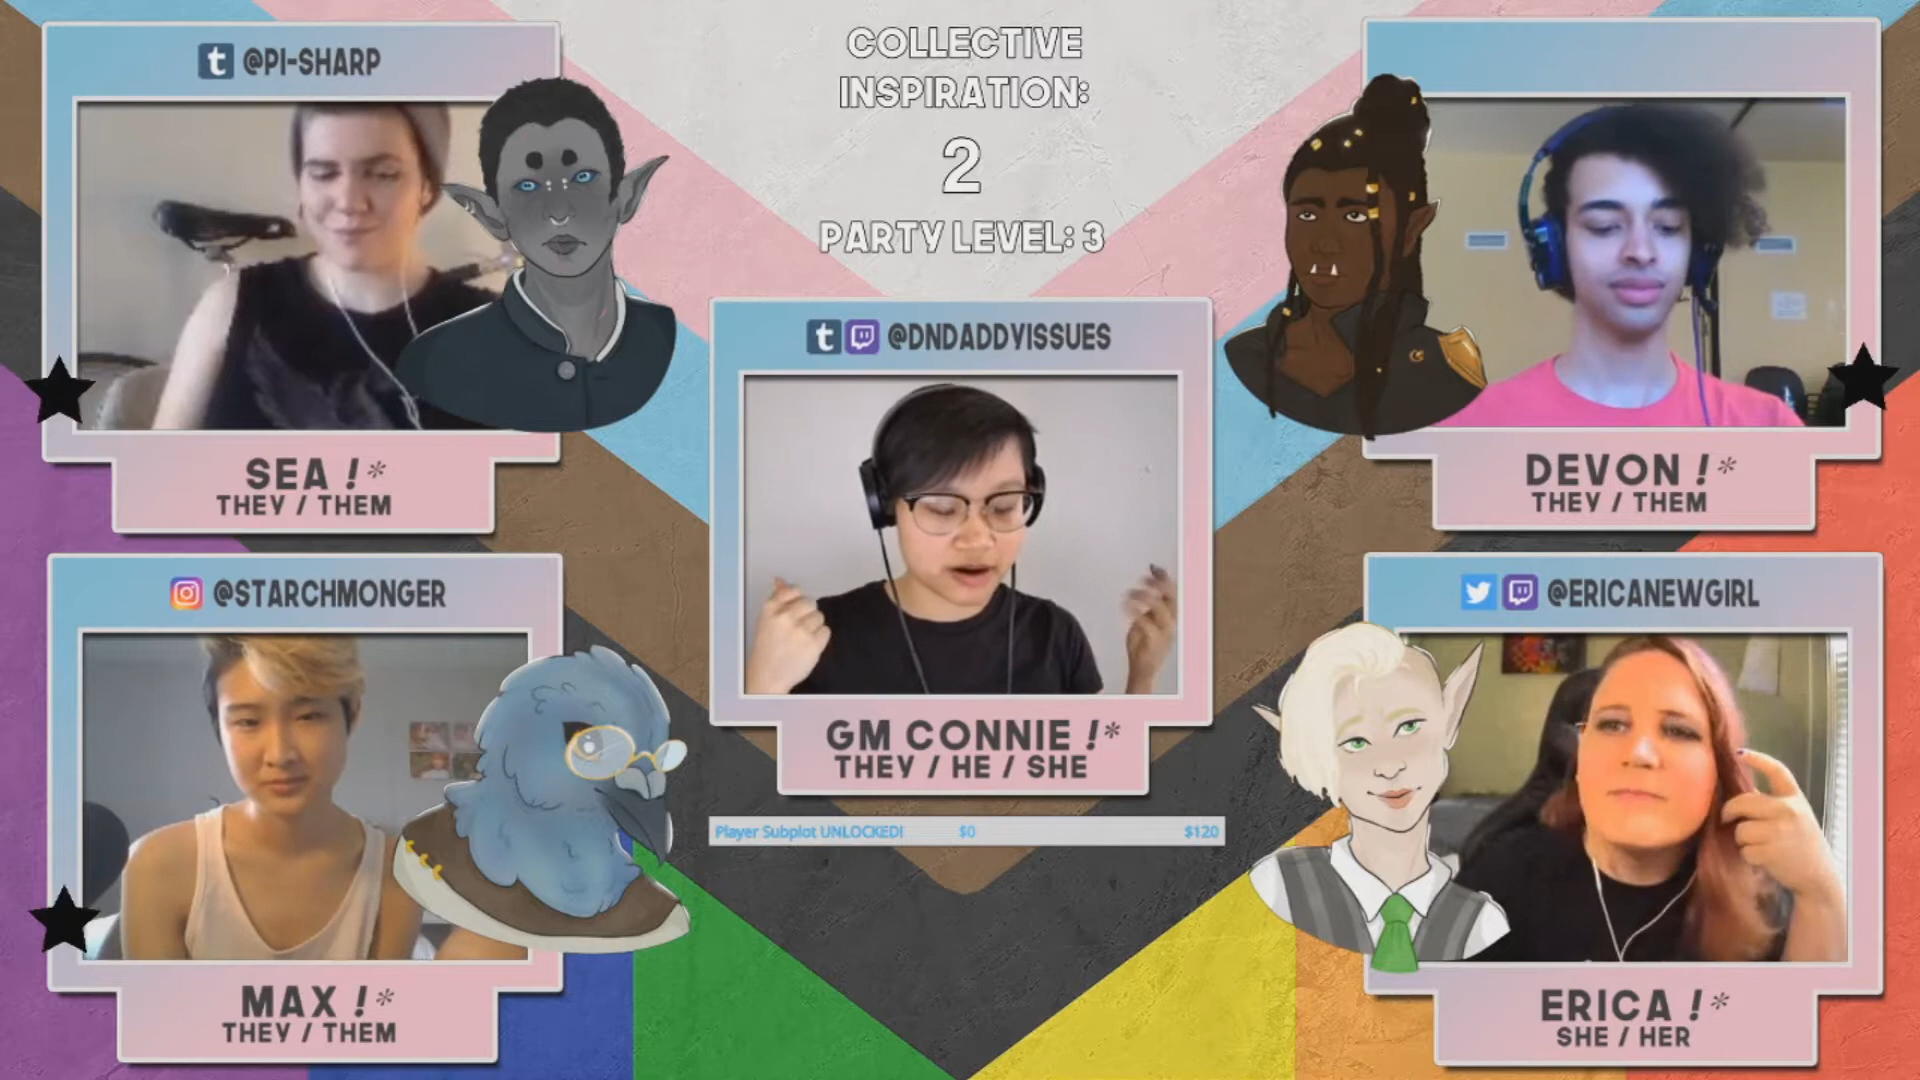 @PI-SHARP
SEA !*
THEY / THEM
COLLECTIVE
INSPIRATION:
2
PARTY LEVEL: 3
DEVON !*
THEY / THEM
@DNDADDYISSUES
GM CONNIE !*
THEY / HE / SHE
Player Subplot UNLOCKED! $0 $120
@STARCHMONGER
MAX !*
THEY / THEM
@ERICANEWGIRL
ERICA !*
SHE / HER